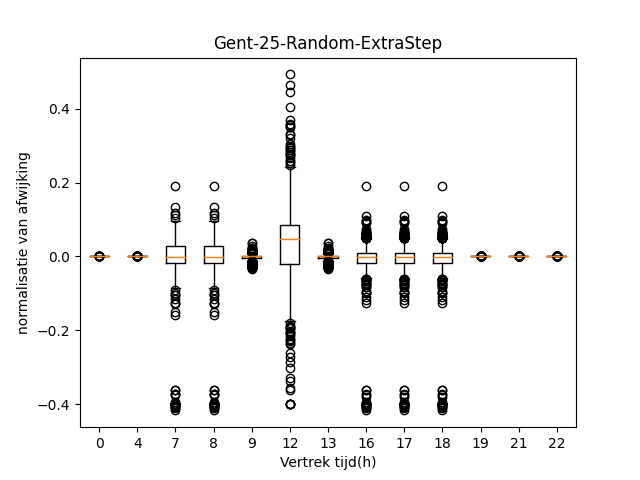 Gent-25-Random-ExtraStep
normalisatie van afwijking
0.4
0.2
0.0
−0.2
−0.4
0 4 7 8 9 12 13 16 17 18 19 21 22
Vertrek tijd(h)